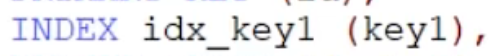 INDEX idx_key1 (key1),